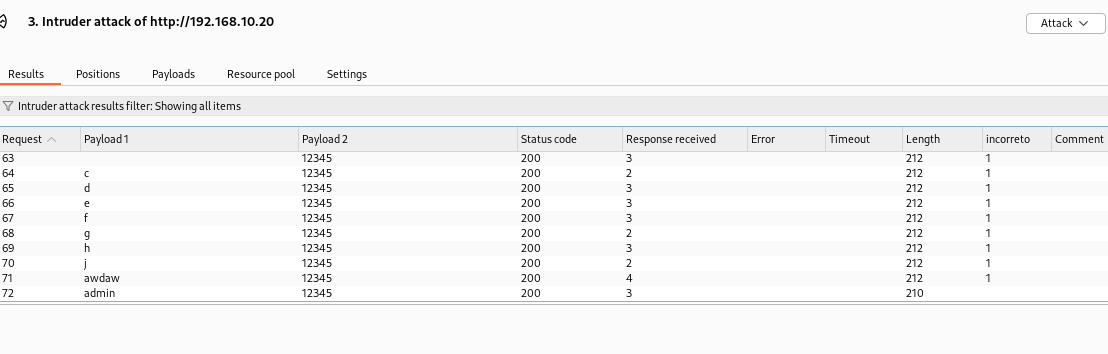 3. Intruder attack of http://192.168.10.20
Attack
Results Positions Payloads Resource pool Settings
Intruder attack results filter: Showing all items
Request Payload 1 Payload 2 Status code Response received Error Timeout Length incorreto Comment
63 12345 200 3 212 1
64 c 12345 200 2 212 1
65 d 12345 200 3 212 1
66 e 12345 200 3 212 1
67 f 12345 200 3 212 1
68 g 12345 200 2 212 1
69 h 12345 200 3 212 1
70 j 12345 200 2 212 1
71 awdaw 12345 200 4 212 1
72 admin 12345 200 3 210